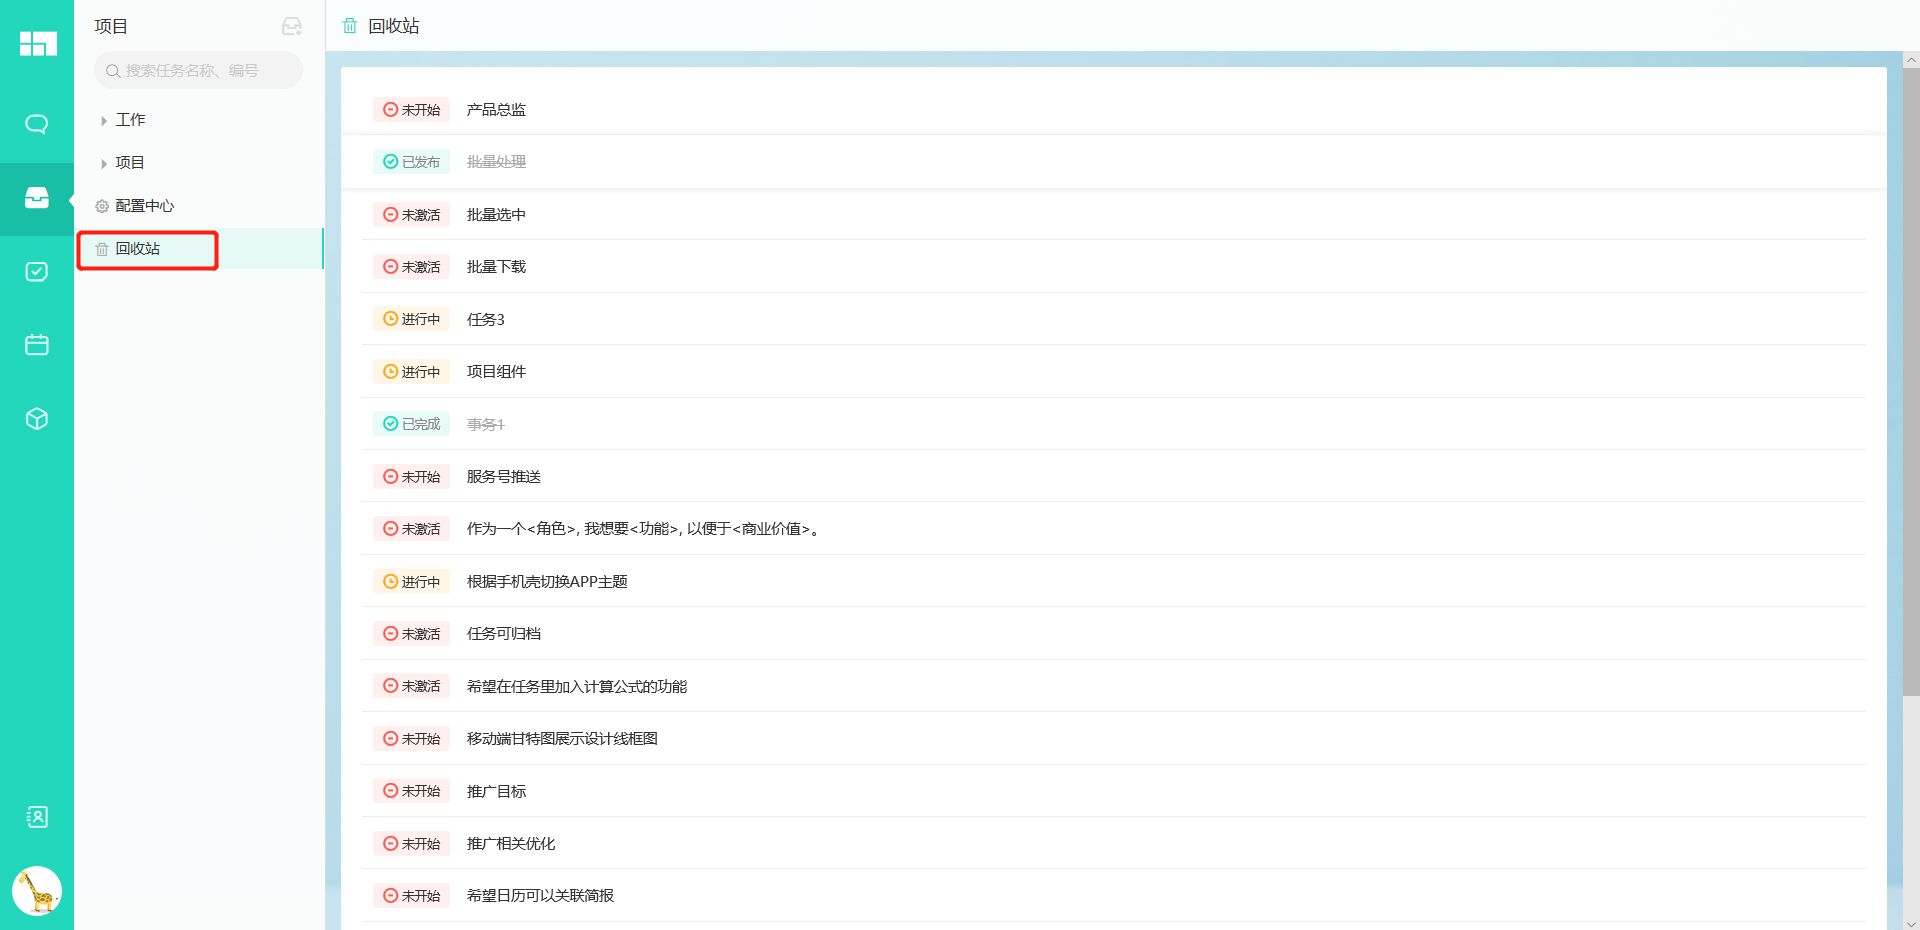 项目
搜索任务名称、编号
工作
项目
配置中心
回收站
回收站
未开始 产品总监
已发布 批量处理
未激活 批量选中
未激活 批量下载
进行中 任务3
进行中 项目组件
已完成 事务1
未开始 服务号推送
未激活 作为一个<角色>, 我想要<功能>, 以便于<商业价值>。
进行中 根据手机壳切换APP主题
未激活 任务可归档
未激活 希望在任务里加入计算公式的功能
未开始 移动端甘特图展示设计线框图
未开始 推广目标
未开始 推广相关优化
未开始 希望日历可以关联简报